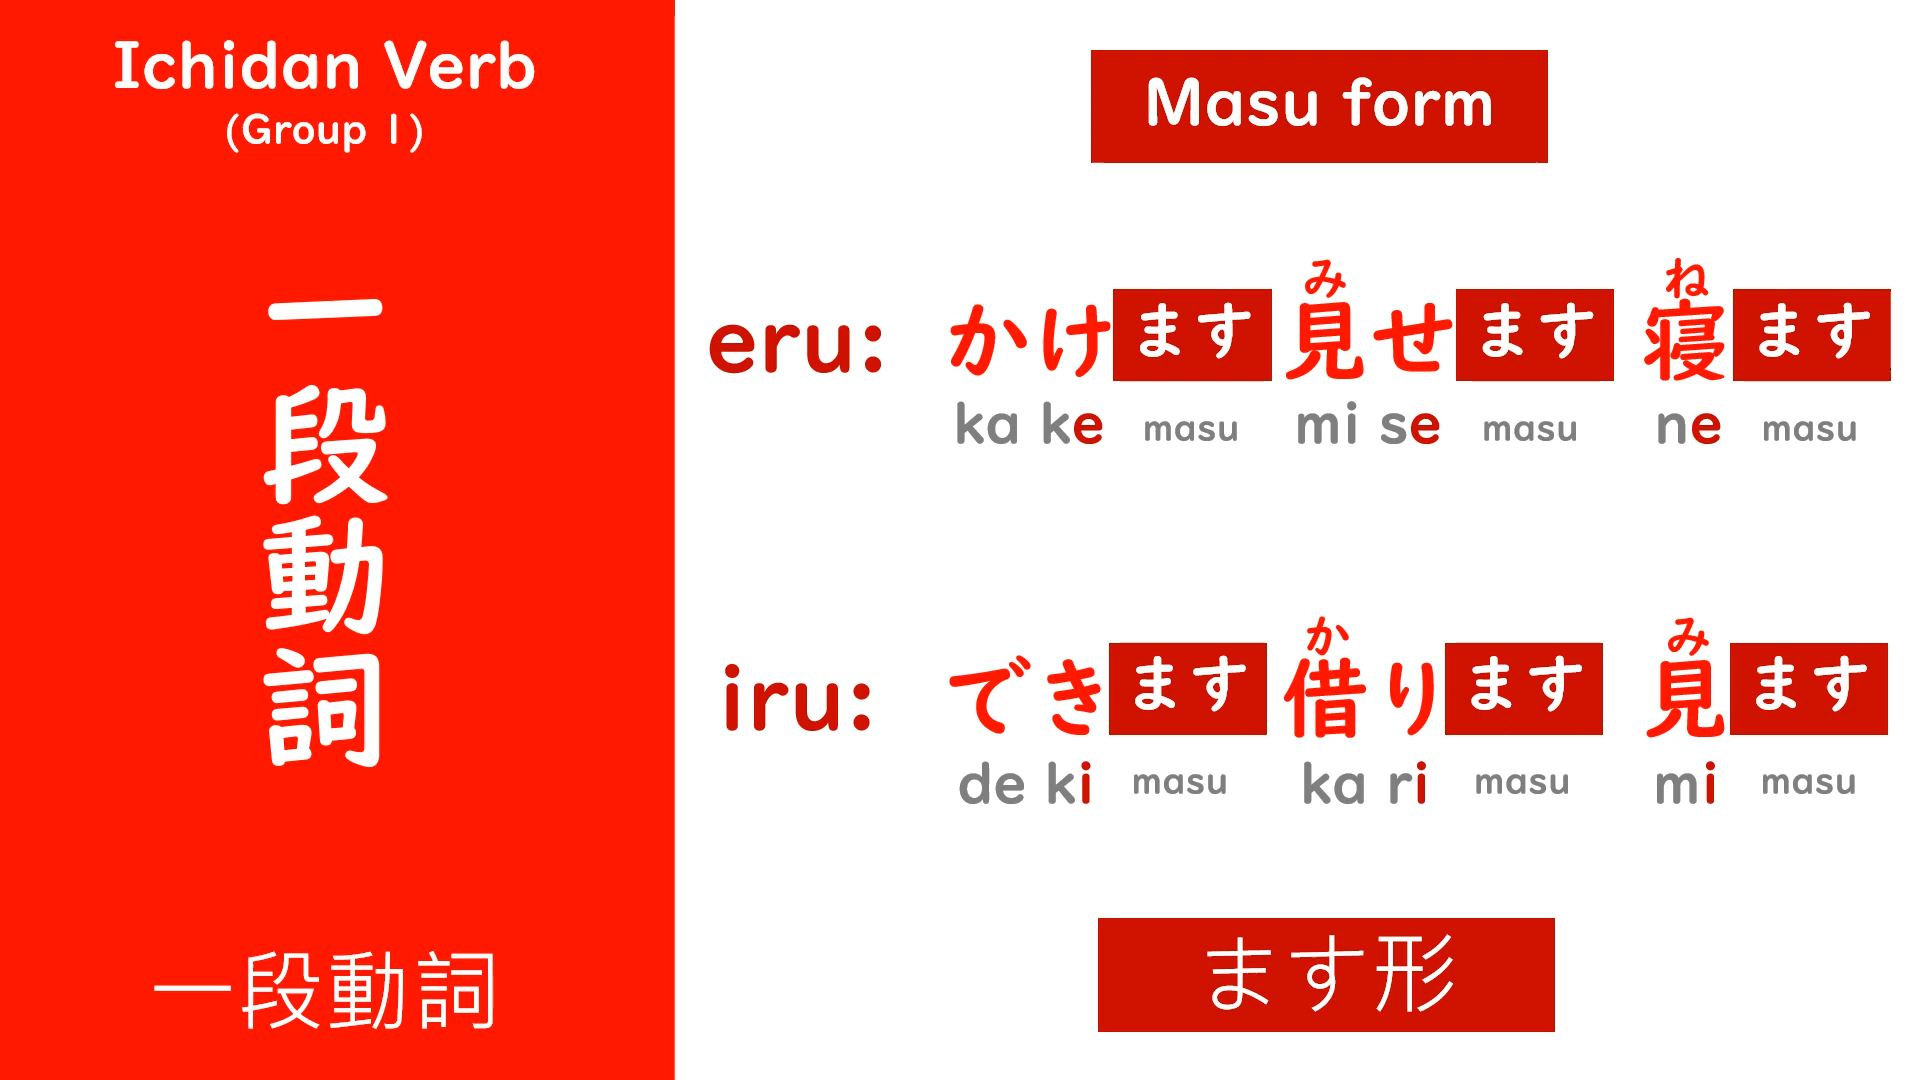 Ichidan Verb
(Group 1)
一段動詞
一段動詞
Masu form
み ね
eru: かけます 見せます 寝ます
ka ke masu mi se masu ne masu
か み
iru: できます 借ります 見ます
de ki masu ka ri masu mi masu
ます形